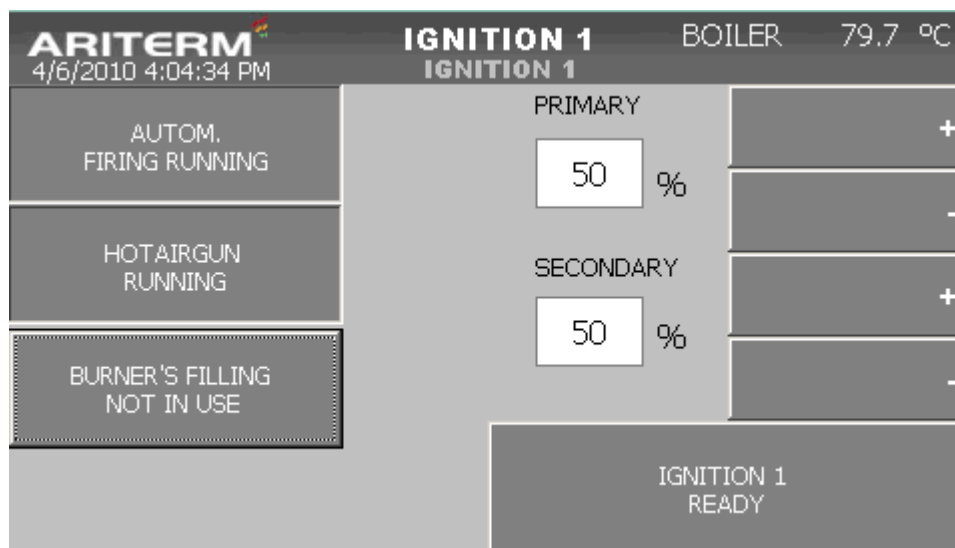 ARITERM
IGNITION 1
BOILER 79.7 ºC
4/6/2010 4:04:34 PM
IGNITION 1
AUTOM.
FIRING RUNNING
HOTAIRGUN
RUNNING
BURNER'S FILLING
NOT IN USE
PRIMARY
50 %
+
-
SECONDARY
50 %
+
-
IGNITION 1
READY